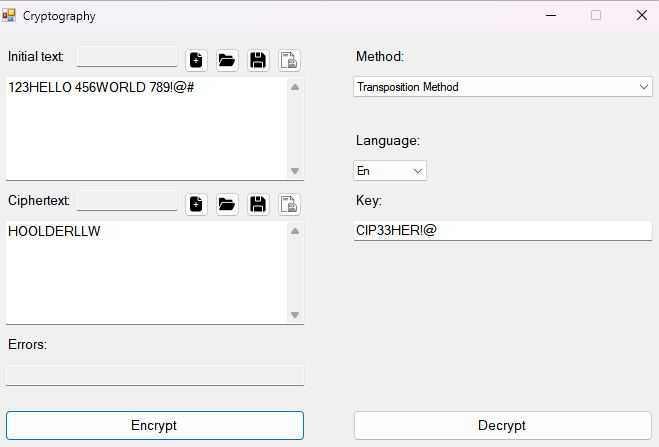 Cryptography
Initial text:
123HELLO 456WORLD 789!@#
Ciphertext:
HOOLDERLLW
Errors:
Encrypt
Method:
Transposition Method
Language:
En
Key:
CIP33HER!@
Decrypt